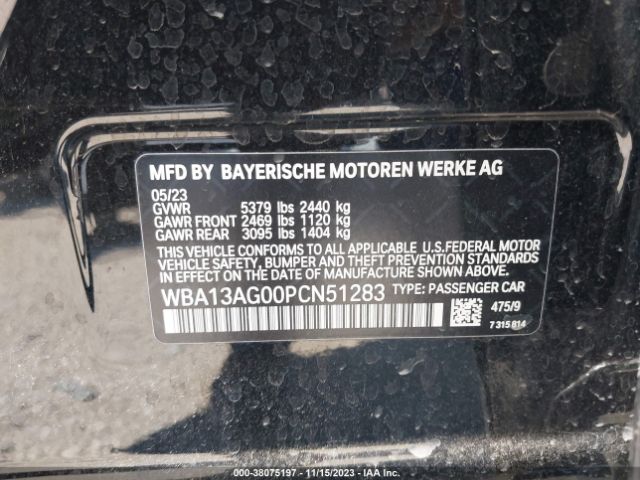 MFD BY BAYERISCHE MOTOREN WERKE AG
05/23
GVWR 5379 lbs 2440 kg
GAWR FRONT 2469 lbs 1120 kg
GAWR REAR 3095 lbs 1404 kg
THIS VEHICLE CONFORMS TO ALL APPLICABLE U.S.FEDERAL MOTOR
VEHICLE SAFETY, BUMPER, AND THEFT PREVENTION STANDARDS
IN EFFECT ON THE DATE OF MANUFACTURE SHOWN ABOVE.
WBA13AG00PCN51283 TYPE: PASSENGER CAR
475/9
7 315 814
© IAA 00-38075197 - 11/15/2023 - © IAA Inc.